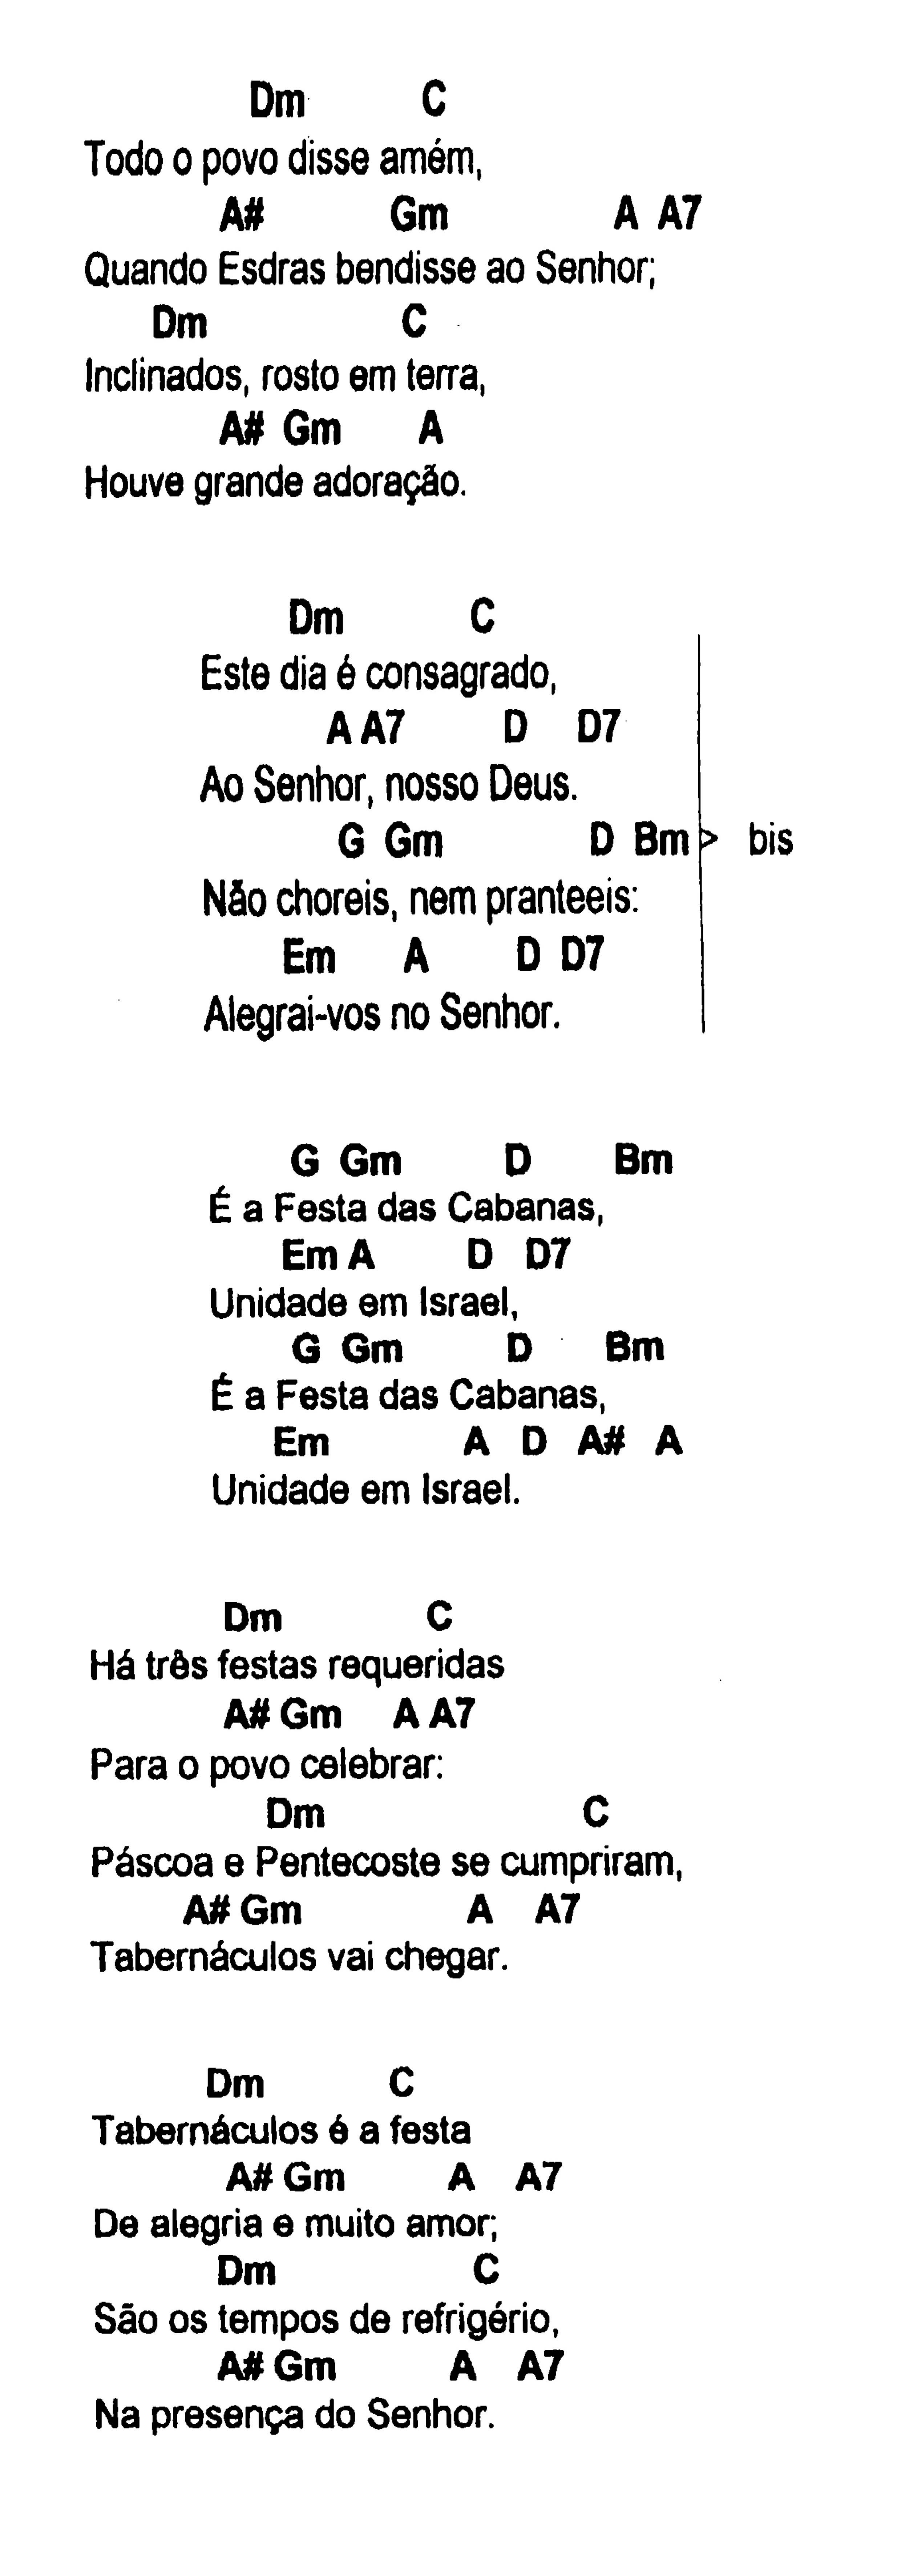 Dm C
Todo o povo disse amém,
A# Gm A A7
Quando Esdras bendisse ao Senhor;
Dm C
Inclinados, rosto em terra,
A# Gm A
Houve grande adoração.
Dm C
Este dia é consagrado,
A A7 D D7
Ao Senhor, nosso Deus.
G Gm D Bm > bis
Não choreis, nem pranteeis:
Em A D D7
Alegrai-vos no Senhor.
G Gm D Bm
É a Festa das Cabanas,
Em A D D7
Unidade em Israel,
G Gm D Bm
É a Festa das Cabanas,
Em A D A# A
Unidade em Israel.
Dm C
Há três festas requeridas
A# Gm A A7
Para o povo celebrar:
Dm C
Páscoa e Pentecoste se cumpriram,
A# Gm A A7
Tabernáculos vai chegar.
Dm C
Tabernáculos é a festa
A# Gm A A7
De alegria e muito amor;
Dm C
São os tempos de refrigério,
A# Gm A A7
Na presença do Senhor.